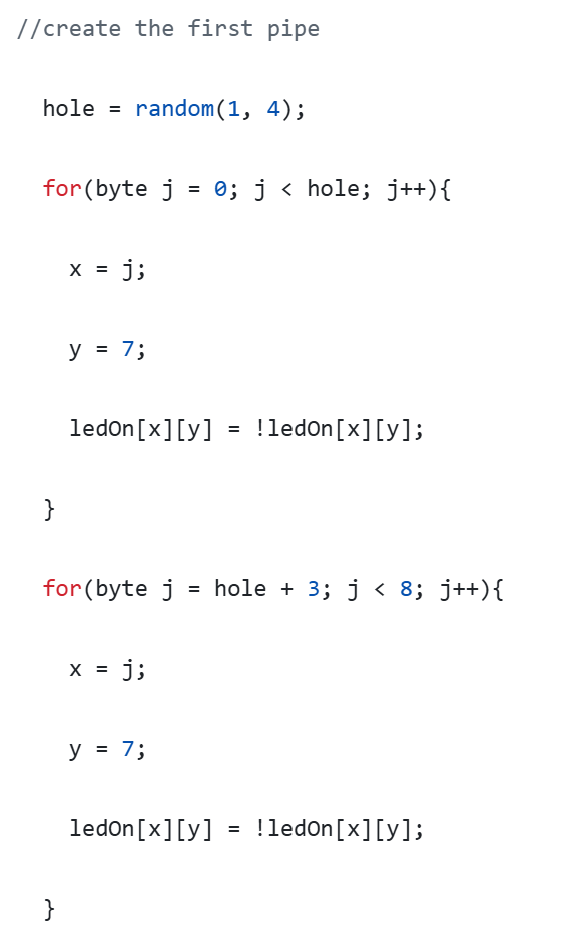 //create the first pipe
hole = random(1, 4);
for(byte j = 0; j < hole; j++){
x = j;
y = 7;
ledOn[x][y] = !ledOn[x][y];
}
for(byte j = hole + 3; j < 8; j++){
x = j;
y = 7;
ledOn[x][y] = !ledOn[x][y];
}